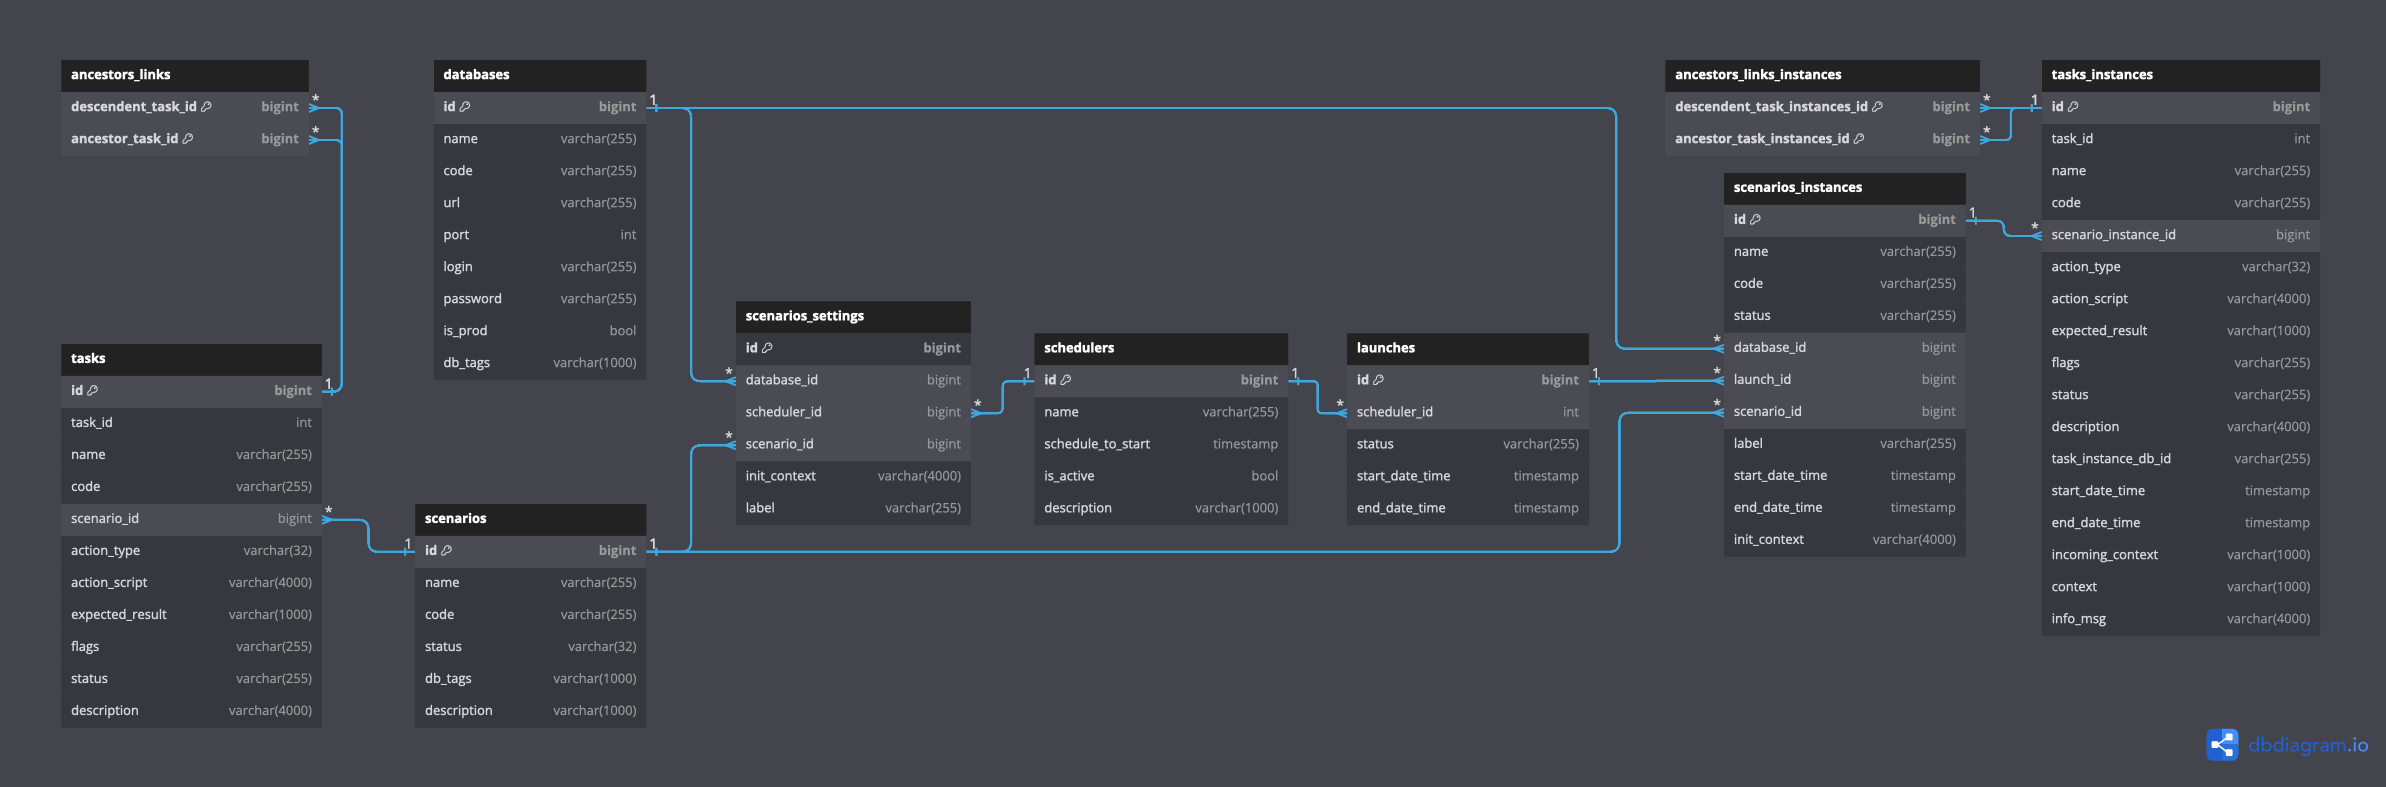 ancestors_links
descendent_task_id bigint *
ancestor_task_id bigint *
tasks
id bigint 1
task_id int
name varchar(255)
code varchar(255)
scenario_id bigint *
action_type varchar(32)
action_script varchar(4000)
expected_result varchar(1000)
flags varchar(255)
status varchar(255)
description varchar(4000)
databases
id bigint 1
name varchar(255)
code varchar(255)
url varchar(255)
port int
login varchar(255)
password varchar(255)
is_prod bool
db_tags varchar(1000)
scenarios
1 id bigint 1
name varchar(255)
code varchar(255)
status varchar(32)
db_tags varchar(1000)
description varchar(1000)
scenarios_settings
id bigint
* database_id bigint
scheduler_id bigint *
* scenario_id bigint
init_context varchar(4000)
label varchar(255)
schedulers
1 id bigint 1
name varchar(255)
schedule_to_start timestamp
is_active bool
description varchar(1000)
launches
id bigint 1
* scheduler_id int
status varchar(255)
start_date_time timestamp
end_date_time timestamp
ancestors_links_instances
descendent_task_instances_id bigint *
ancestor_task_instances_id bigint *
scenarios_instances
id bigint 1
name varchar(255)
code varchar(255)
status varchar(255)
* database_id bigint
* launch_id bigint
* scenario_id bigint
label varchar(255)
start_date_time timestamp
end_date_time timestamp
init_context varchar(4000)
tasks_instances
1 id bigint
task_id int
name varchar(255)
code varchar(255)
* scenario_instance_id bigint
action_type varchar(32)
action_script varchar(4000)
expected_result varchar(1000)
flags varchar(255)
status varchar(255)
description varchar(4000)
task_instance_db_id varchar(255)
start_date_time timestamp
end_date_time timestamp
incoming_context varchar(1000)
context varchar(1000)
info_msg varchar(4000)
dbdiagram.io